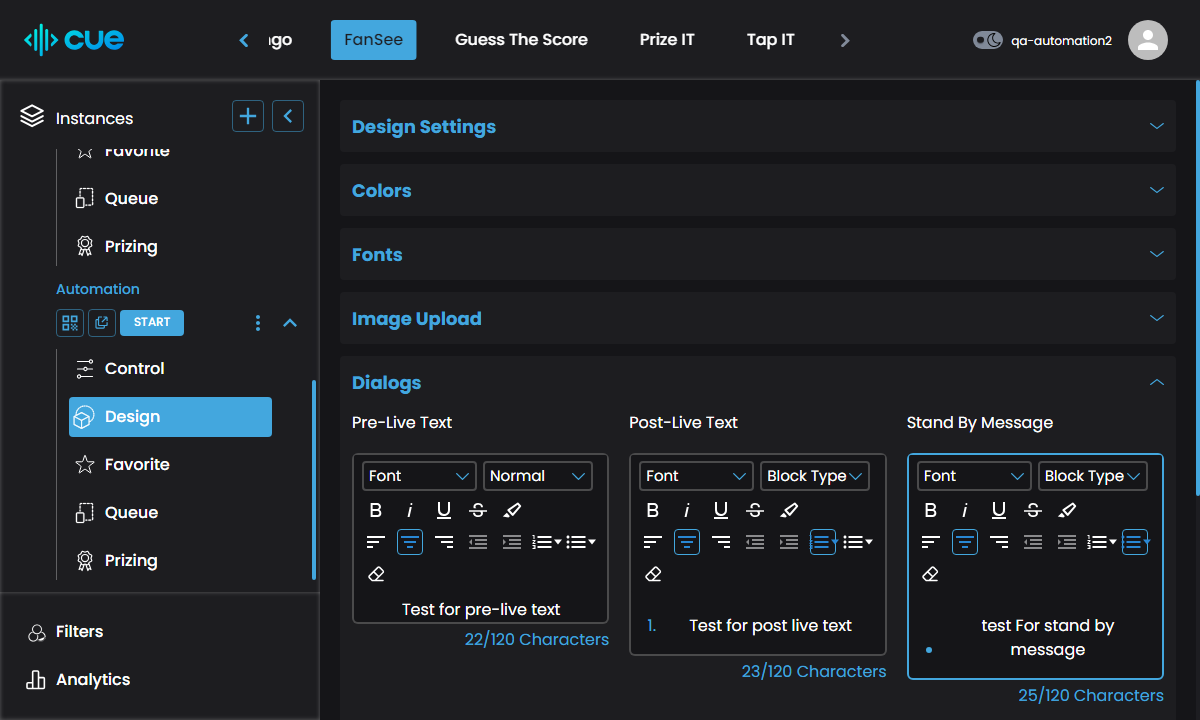 cue
ngo
FanSee
Guess The Score
Prize IT
Tap IT
qa-automation2
Instances
Favorite
Queue
Prizing
Automation
START
Control
Design
Favorite
Queue
Prizing
Filters
Analytics
Design Settings
Colors
Fonts
Image Upload
Dialogs
Pre-Live Text
Font
Normal
B i U S
Test for pre-live text
22/120 Characters
Post-Live Text
Font
Block Type
B i U S
1. Test for post live text
23/120 Characters
Stand By Message
Font
Block Type
B i U S
• test For stand by
message
25/120 Characters